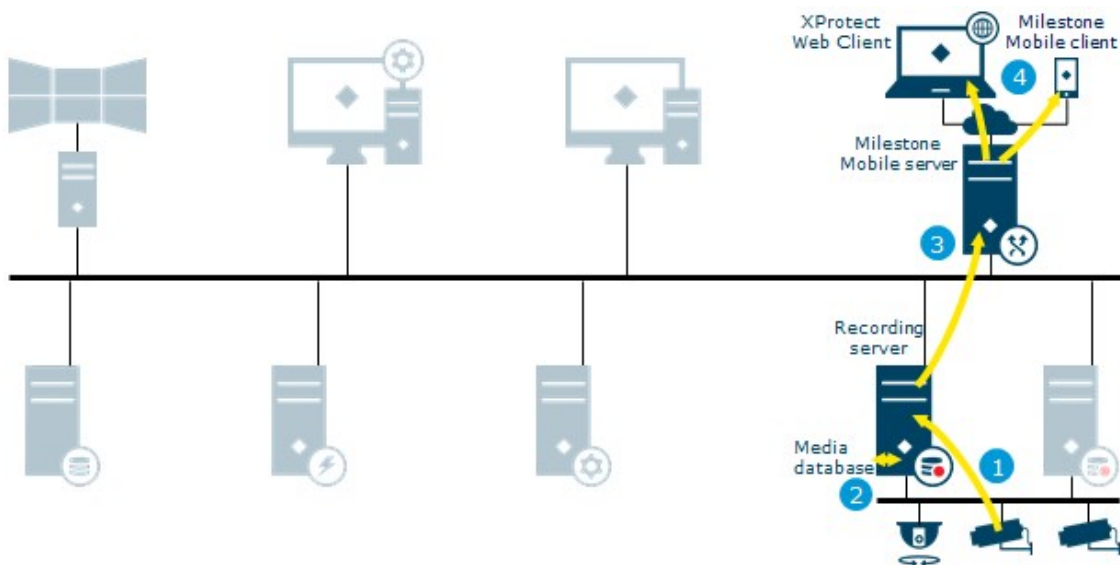 XProtect
Web Client
Milestone
Mobile client
4
Milestone
Mobile server
3
Recording
server
Media
database
1
2